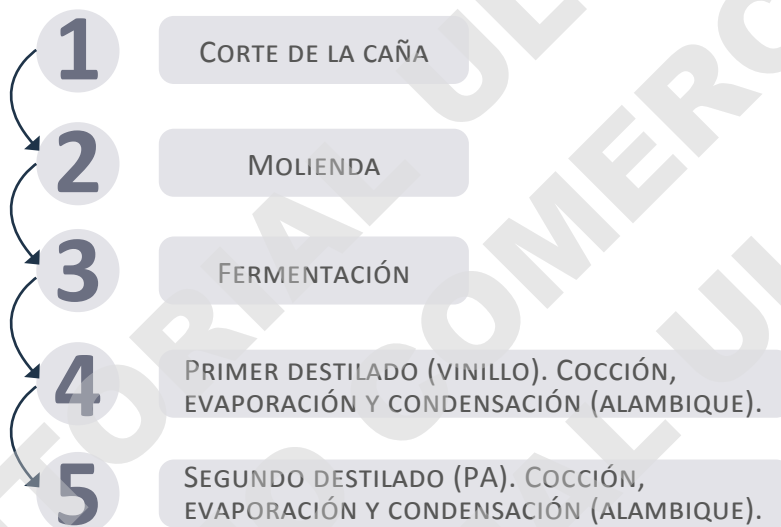 1
CORTE DE LA CAÑA
2
MOLIENDA
3
FERMENTACIÓN
4
PRIMER DESTILADO (VINILLO). COCCIÓN,
EVAPORACIÓN Y CONDENSACIÓN (ALAMBIQUE).
5
SEGUNDO DESTILADO (PA). COCCIÓN,
EVAPORACIÓN Y CONDENSACIÓN (ALAMBIQUE).